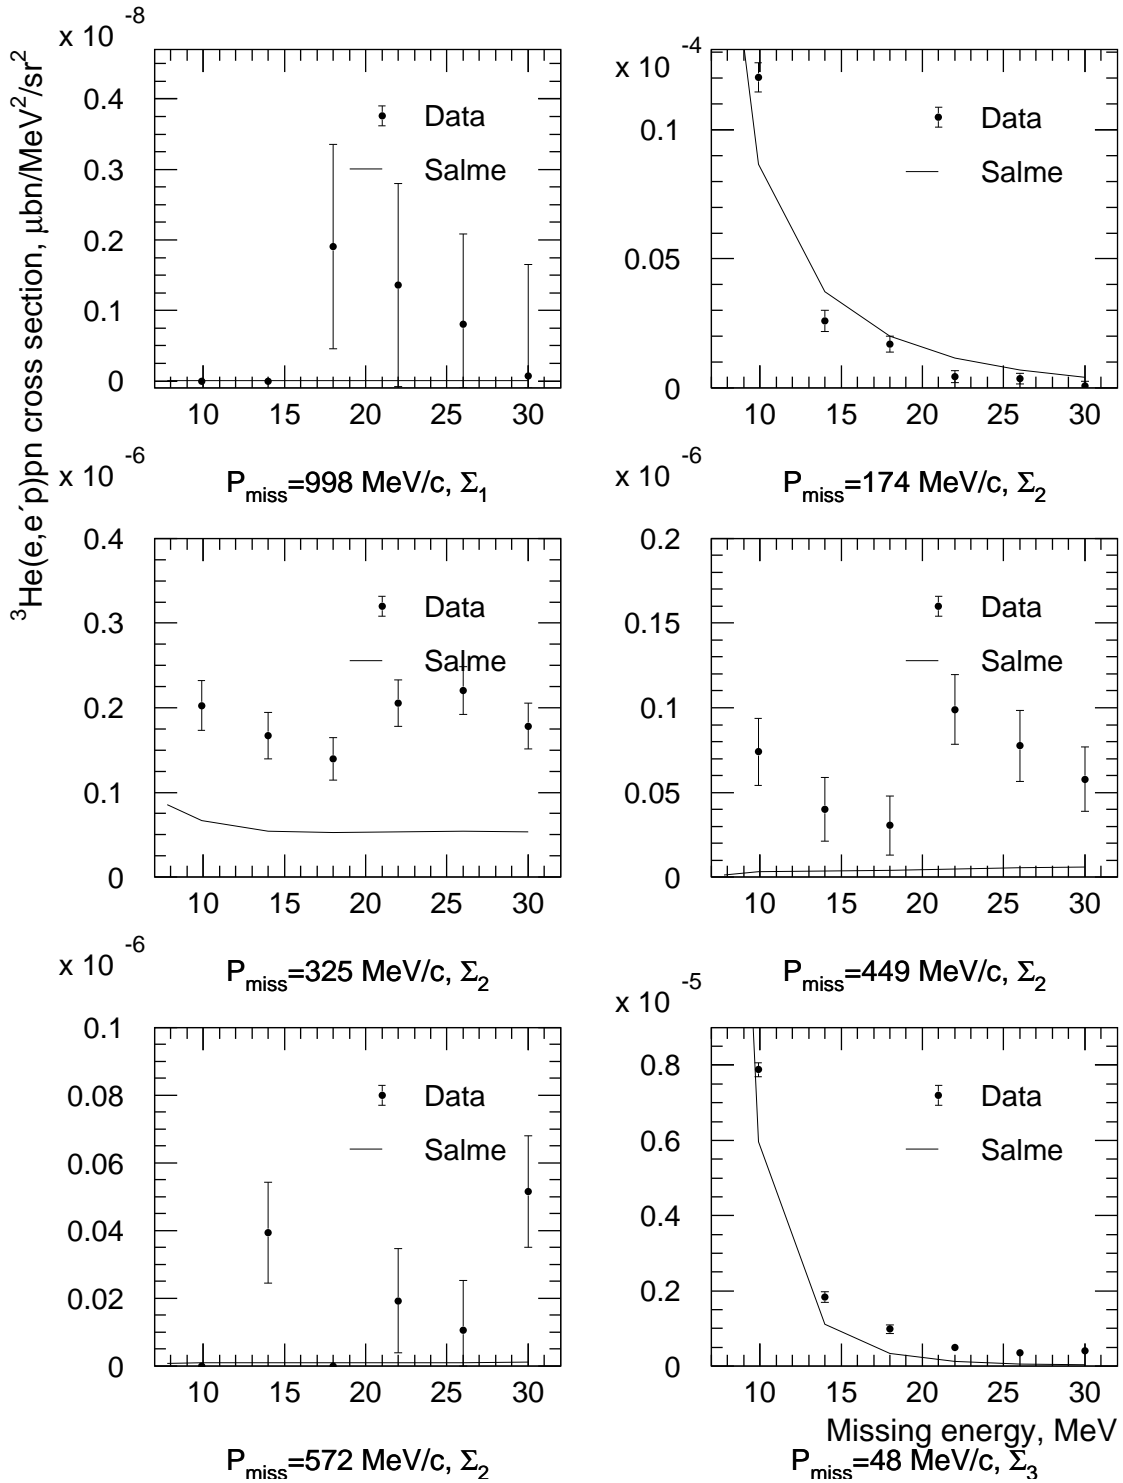 ³He(e,e´p)pn cross section, μbn/MeV²/sr²
x 10⁻⁸
0.4
0.3
0.2
0.1
0
10 15 20 25 30
Data
Salme
P_miss=998 MeV/c, Σ₁
x 10⁻⁴
0.1
0.05
0
10 15 20 25 30
Data
Salme
P_miss=174 MeV/c, Σ₂
x 10⁻⁶
0.4
0.3
0.2
0.1
0
10 15 20 25 30
Data
Salme
P_miss=325 MeV/c, Σ₂
x 10⁻⁶
0.2
0.15
0.1
0.05
0
10 15 20 25 30
Data
Salme
P_miss=449 MeV/c, Σ₂
x 10⁻⁶
0.1
0.08
0.06
0.04
0.02
0
10 15 20 25 30
Data
Salme
P_miss=572 MeV/c, Σ₂
x 10⁻⁵
0.8
0.6
0.4
0.2
0
10 15 20 25 30
Data
Salme
Missing energy, MeV
P_miss=48 MeV/c, Σ₃